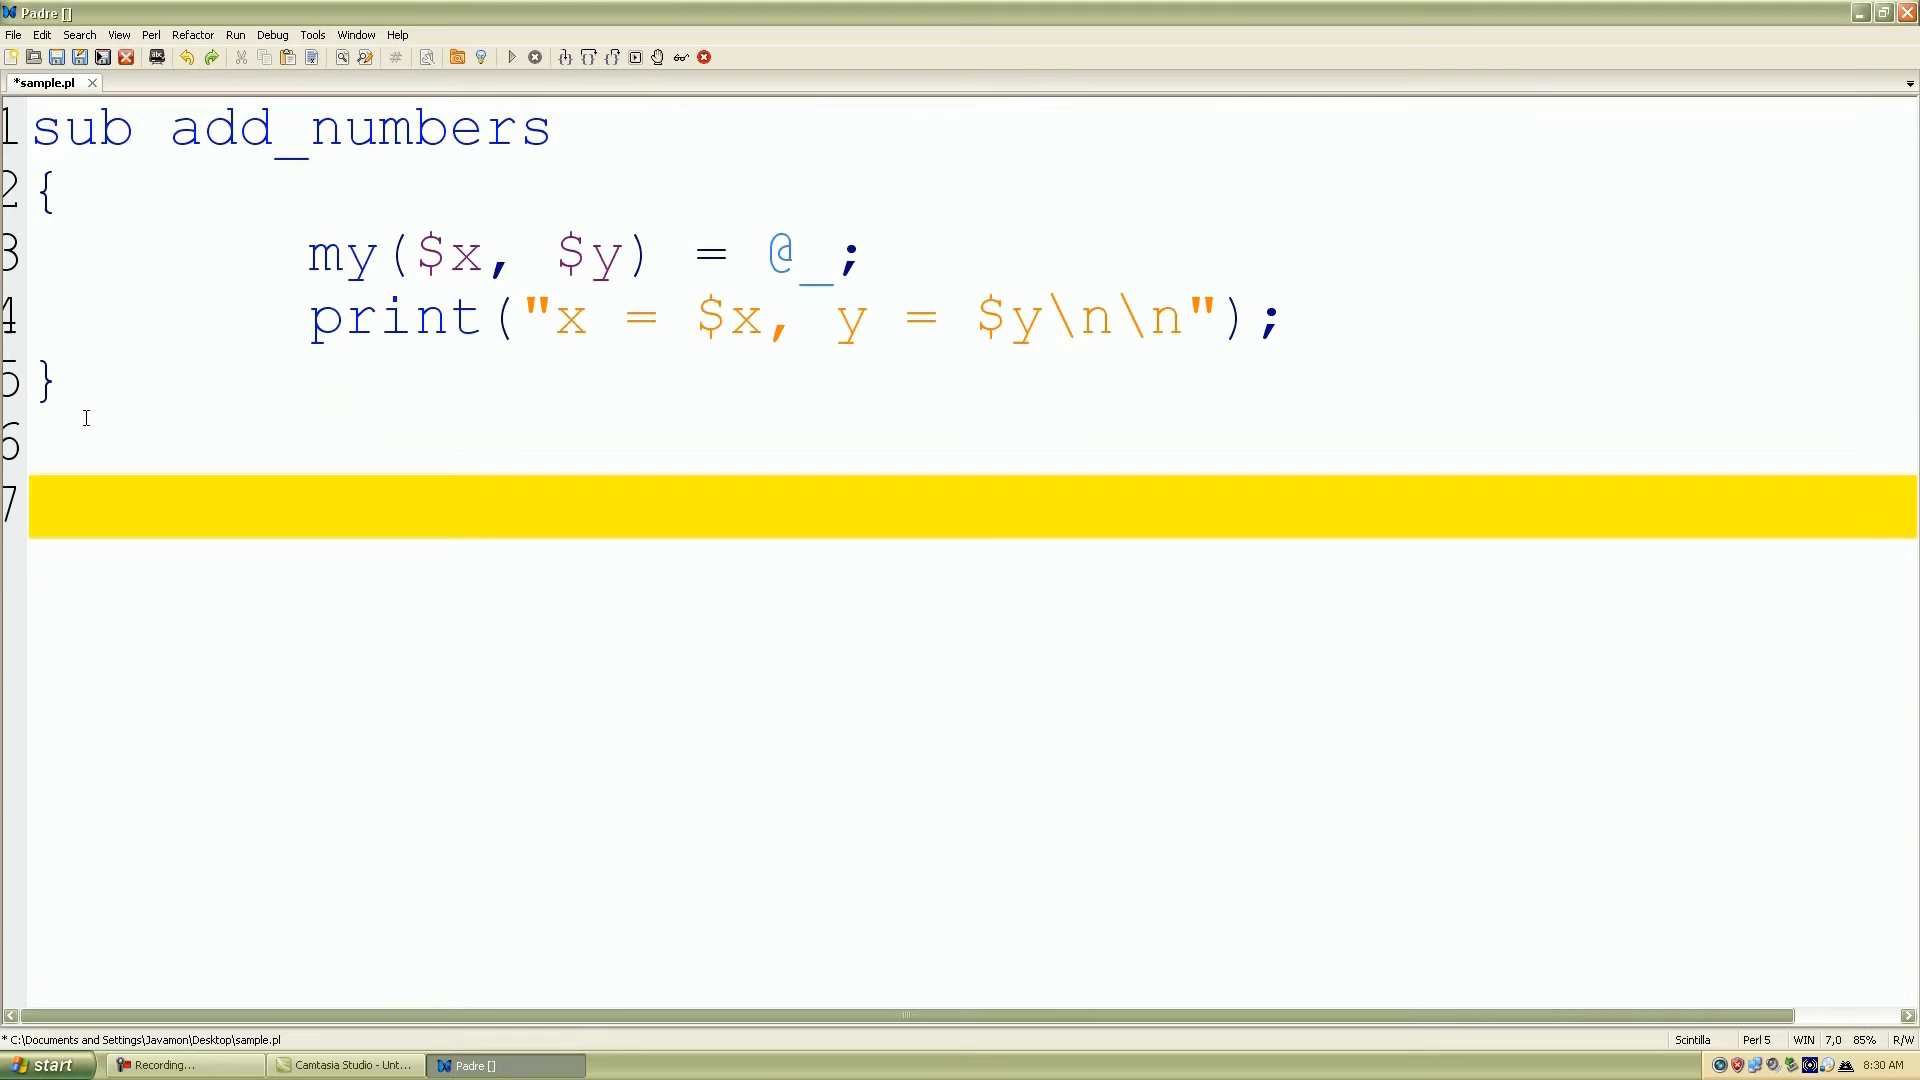 Padre []
File Edit Search View Perl Refactor Run Debug Tools Window Help
*sample.pl
1 sub add_numbers
2 {
3 my($x, $y) = @_;
4 print("x = $x, y = $y\n\n");
5 }
6
7
* C:\Documents and Settings\Javamon\Desktop\sample.pl Scintilla Perl 5 WIN 7,0 85% R/W
start Recording... Camtasia Studio - Unt... Padre [] 8:30 AM